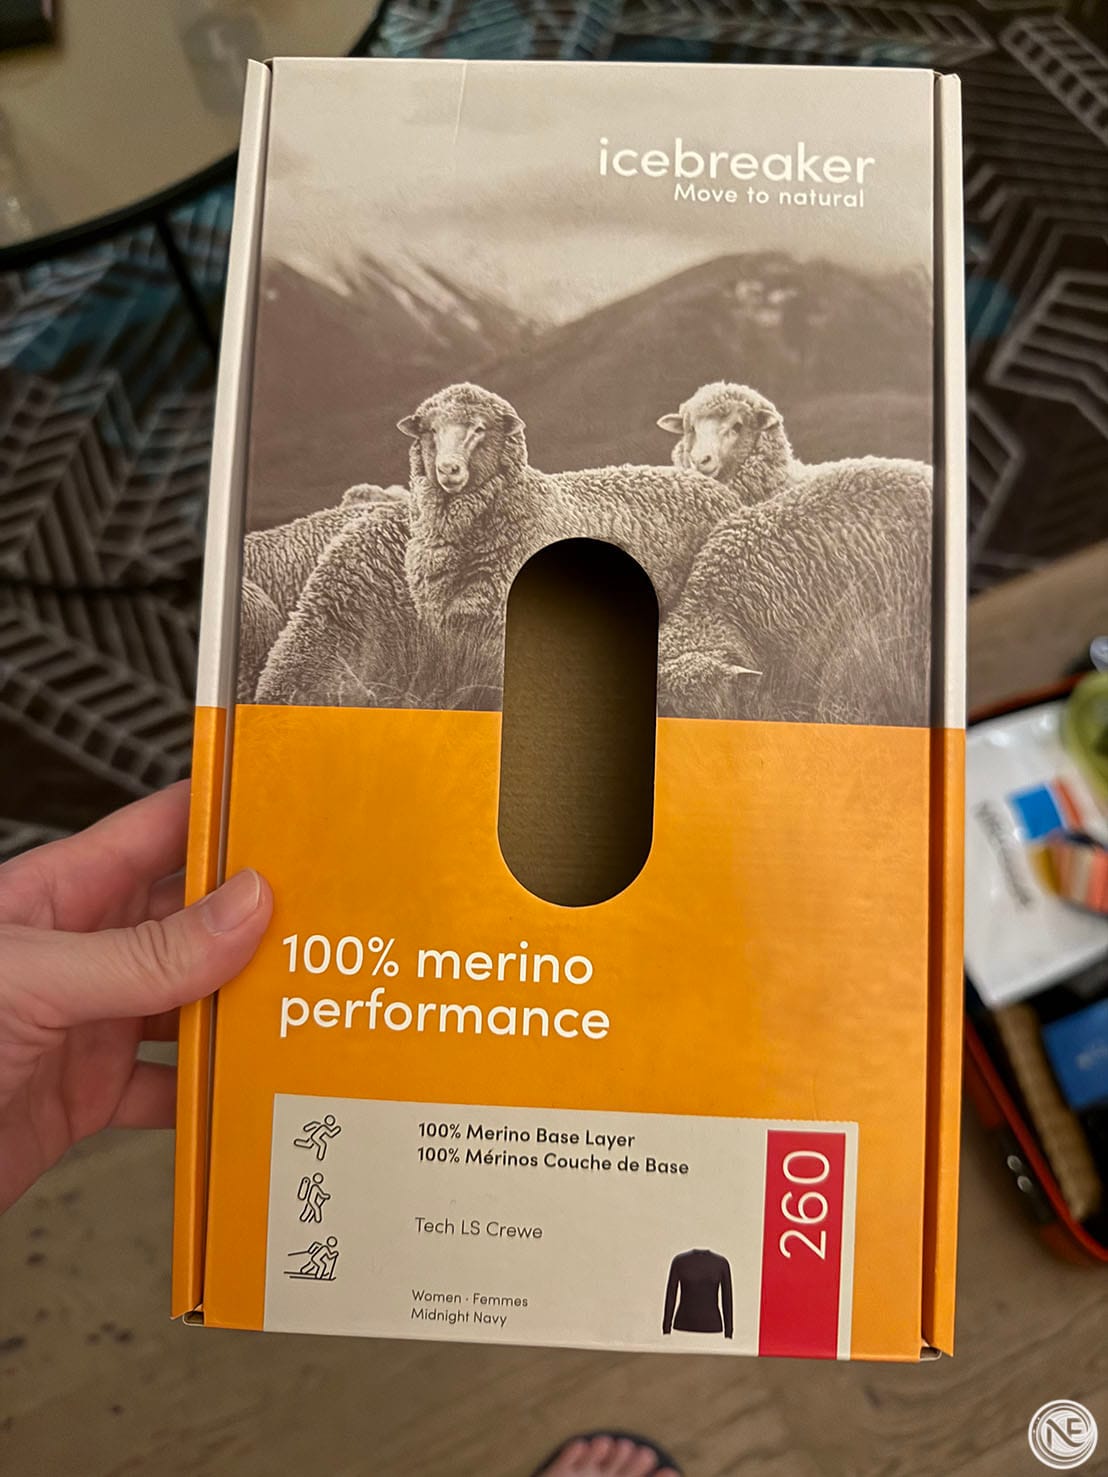 icebreaker
Move to natural
100% merino
performance
100% Merino Base Layer
100% Mérinos Couche de Base
260
Tech LS Crewe
Women · Femmes
Midnight Navy
NE